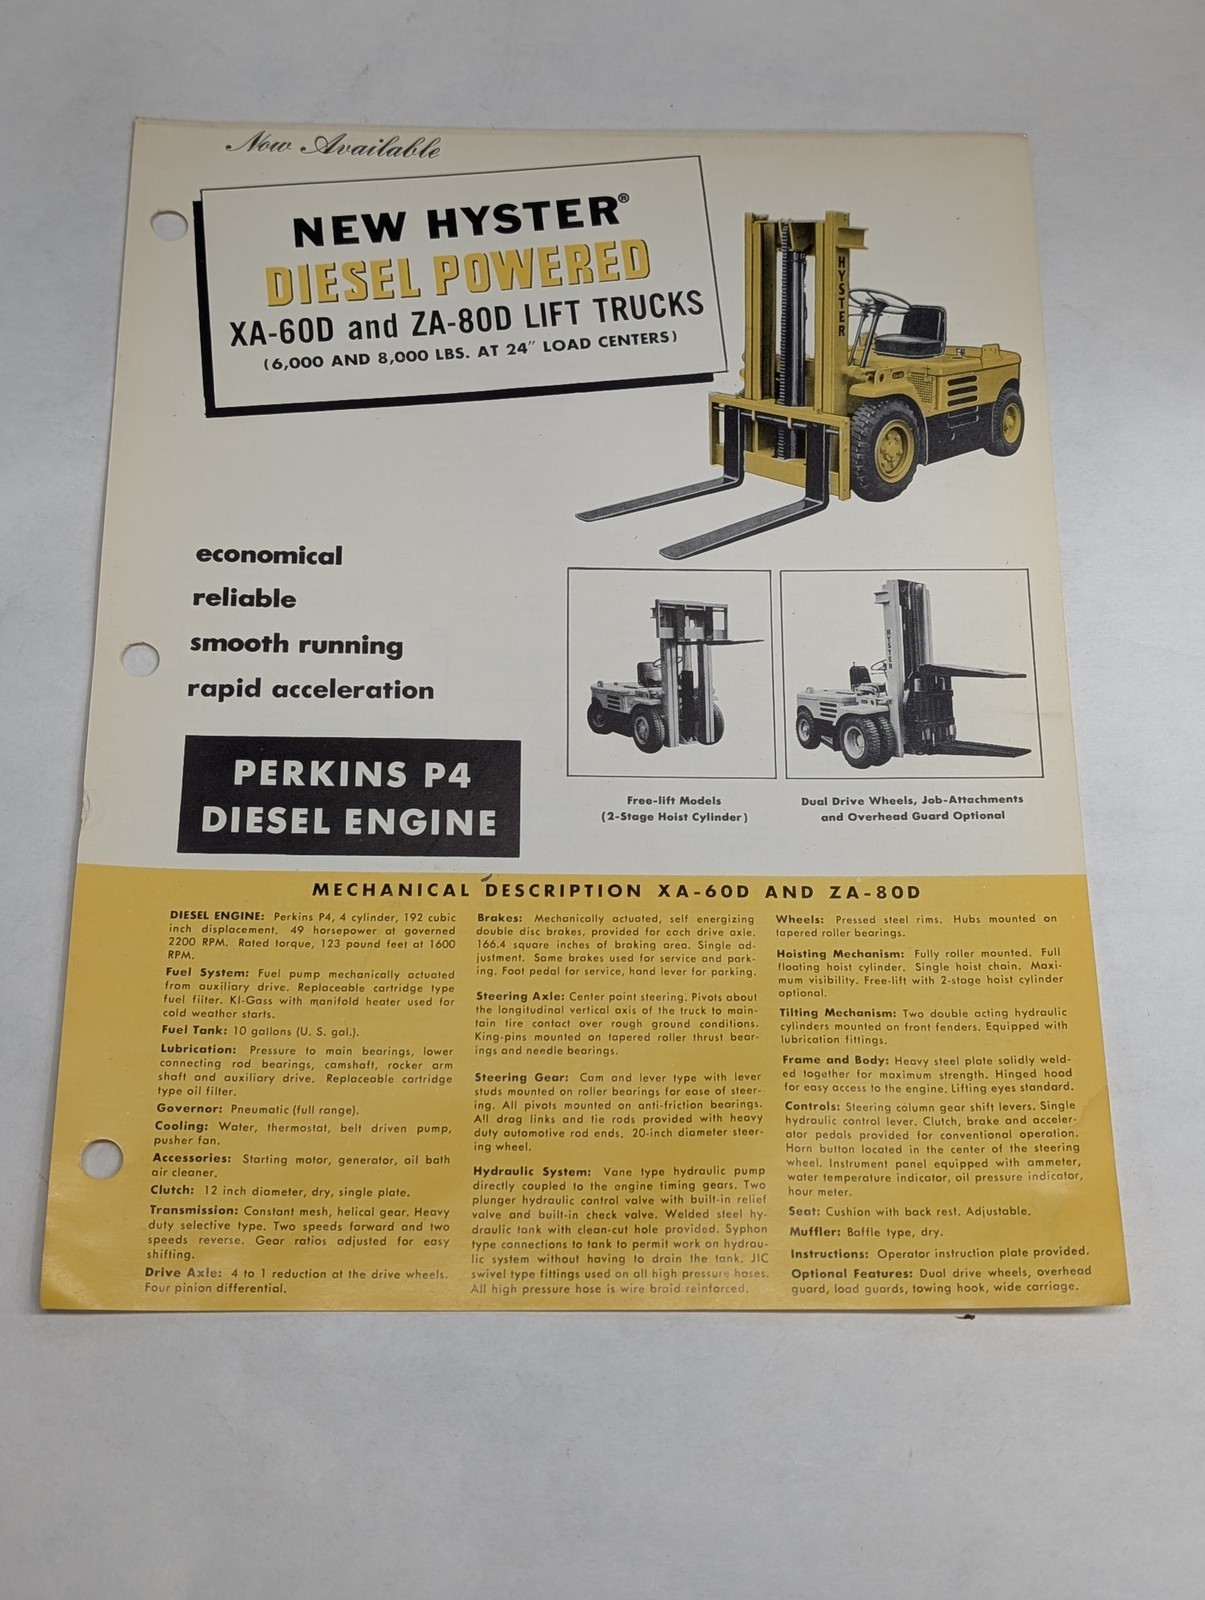 Now Available
NEW HYSTER®
DIESEL POWERED
XA-60D and ZA-80D LIFT TRUCKS
(6,000 AND 8,000 LBS. AT 24" LOAD CENTERS)
HYSTER
economical
reliable
smooth running
rapid acceleration
PERKINS P4
DIESEL ENGINE
HYSTER
Free-lift Models
(2-Stage Hoist Cylinder)
Dual Drive Wheels, Job-Attachments
and Overhead Guard Optional
MECHANICAL DESCRIPTION XA-60D AND ZA-80D
DIESEL ENGINE: Perkins P4, 4 cylinder, 192 cubic
inch displacement. 49 horsepower at governed
2200 RPM. Rated torque, 123 pound feet at 1600
RPM.
Fuel System: Fuel pump mechanically actuated
from auxiliary drive. Replaceable cartridge type
fuel filter. KI-Gass with manifold heater used for
cold weather starts.
Fuel Tank: 10 gallons (U. S. gal.).
Lubrication: Pressure to main bearings, lower
connecting rod bearings, camshaft, rocker arm
shaft and auxiliary drive. Replaceable cartridge
type oil filter.
Governor: Pneumatic (full range).
Cooling: Water, thermostat, belt driven pump,
pusher fan.
Accessories: Starting motor, generator, oil bath
air cleaner.
Clutch: 12 inch diameter, dry, single plate.
Transmission: Constant mesh, helical gear. Heavy
duty selective type. Two speeds forward and two
speeds reverse. Gear ratios adjusted for easy
shifting.
Drive Axle: 4 to 1 reduction at the drive wheels.
Four pinion differential.
Brakes: Mechanically actuated, self energizing
double disc brakes, provided for each drive axle.
166.4 square inches of braking area. Single ad-
justment. Same brakes used for service and park-
ing. Foot pedal for service, hand lever for parking.
Steering Axle: Center point steering. Pivots about
the longitudinal vertical axis of the truck to main-
tain tire contact over rough ground conditions.
King-pins mounted on tapered roller thrust bear-
ings and needle bearings.
Steering Gear: Cam and lever type with lever
studs mounted on roller bearings for ease of steer-
ing. All pivots mounted on anti-friction bearings.
All drag links and tie rods provided with heavy
duty automotive rod ends. 20-inch diameter steer-
ing wheel.
Hydraulic System: Vane type hydraulic pump
directly coupled to the engine timing gears. Two
plunger hydraulic control valve with built-in relief
valve and built-in check valve. Welded steel hy-
draulic tank with clean-cut hole provided. Syphon
type connections to tank to permit work on hydrau-
lic system without having to drain the tank. JIC
swivel type fittings used on all high pressure hoses.
All high pressure hose is wire braid reinforced.
Wheels: Pressed steel rims. Hubs mounted on
tapered roller bearings.
Hoisting Mechanism: Fully roller mounted. Full
floating hoist cylinder. Single hoist chain. Maxi-
mum visibility. Free-lift with 2-stage hoist cylinder
optional.
Tilting Mechanism: Two double acting hydraulic
cylinders mounted on front fenders. Equipped with
lubrication fittings.
Frame and Body: Heavy steel plate solidly weld-
ed together for maximum strength. Hinged hood
for easy access to the engine. Lifting eyes standard.
Controls: Steering column gear shift levers. Single
hydraulic control lever. Clutch, brake and acceler-
ator pedals provided for conventional operation.
Horn button located in the center of the steering
wheel. Instrument panel equipped with ammeter,
water temperature indicator, oil pressure indicator,
hour meter.
Seat: Cushion with back rest. Adjustable.
Muffler: Baffle type, dry.
Instructions: Operator instruction plate provided.
Optional Features: Dual drive wheels, overhead
guard, load guards, towing hook, wide carriage.